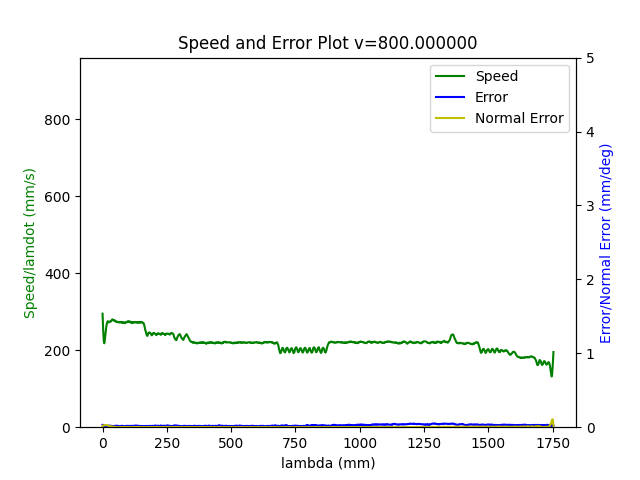 Speed and Error Plot v=800.000000
Speed
Error
Normal Error
Speed/lamdot (mm/s)
Error/Normal Error (mm/deg)
800
600
400
200
0
5
4
3
2
1
0
0 250 500 750 1000 1250 1500 1750
lambda (mm)